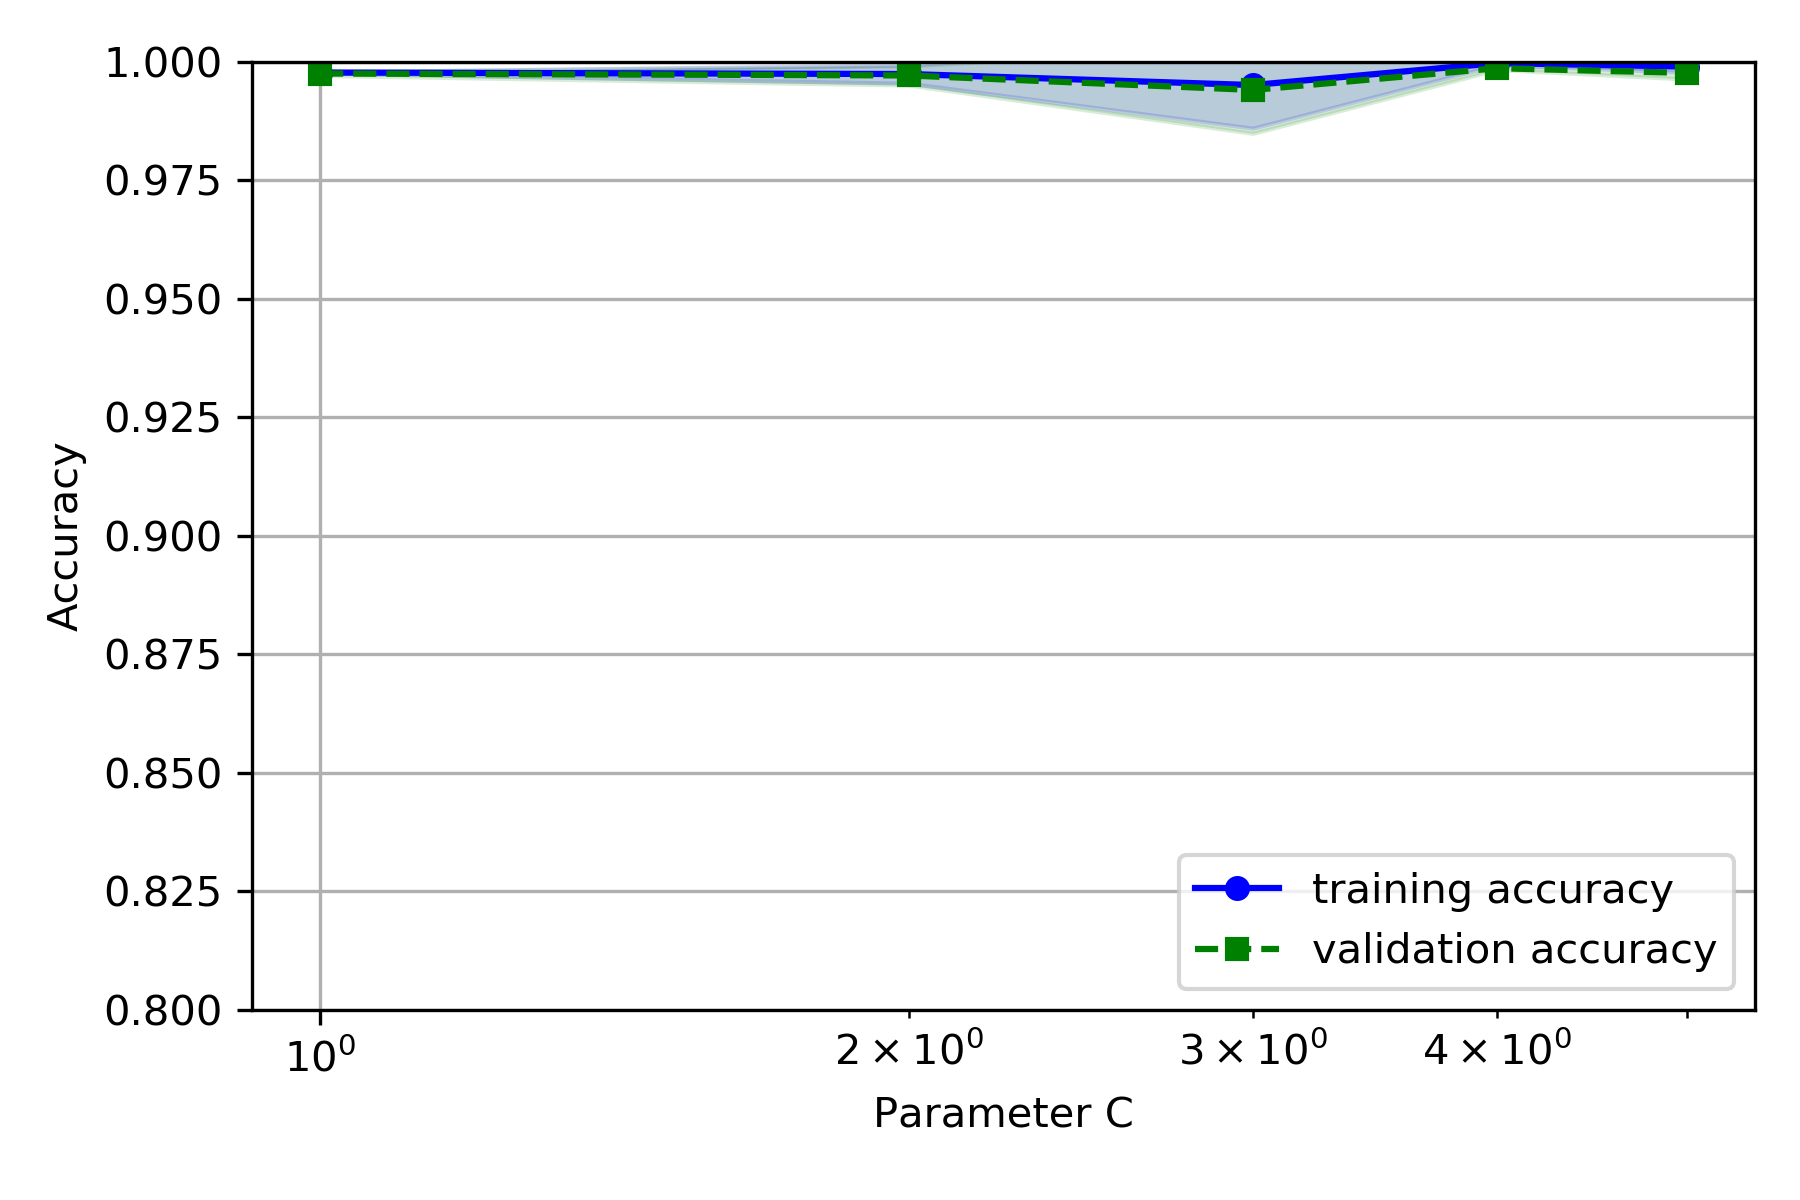 1.000
0.975
0.950
0.925
0.900
0.875
0.850
0.825
0.800
Accuracy
training accuracy
validation accuracy
10⁰
2 × 10⁰
3 × 10⁰
4 × 10⁰
Parameter C